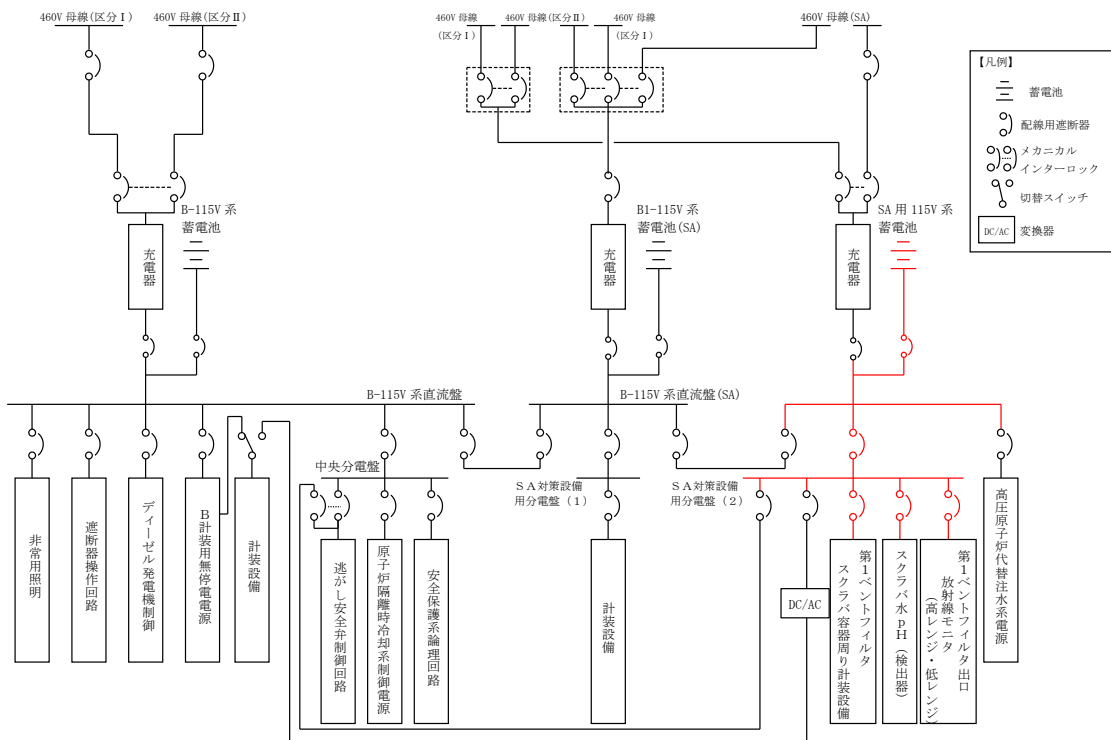 460V 母線(区分Ⅰ)
460V 母線(区分Ⅱ)
460V 母線
(区分Ⅰ)
460V 母線(区分Ⅱ)
460V 母線
(区分Ⅰ)
460V 母線(SA)
【凡例】
蓄電池
配線用遮断器
メカニカル
インターロック
切替スイッチ
DC/AC
変換器
B-115V 系
蓄電池
B1-115V 系
蓄電池(SA)
SA 用 115V 系
蓄電池
充電器
充電器
充電器
B-115V 系直流盤
B-115V 系直流盤(SA)
中央分電盤
SA対策設備
用分電盤(1)
SA対策設備
用分電盤(2)
非常用照明
遮断器操作回路
ディーゼル発電機制御
B計装用無停電電源
計装設備
逃がし安全弁制御回路
原子炉隔離時冷却系制御電源
安全保護系論理回路
計装設備
DC/AC
第1ベントフィルタ
スクラバ容器周り計装設備
スクラバ水pH(検出器)
第1ベントフィルタ出口
放射線モニタ
(高レンジ・低レンジ)
高圧原子炉代替注水系電源